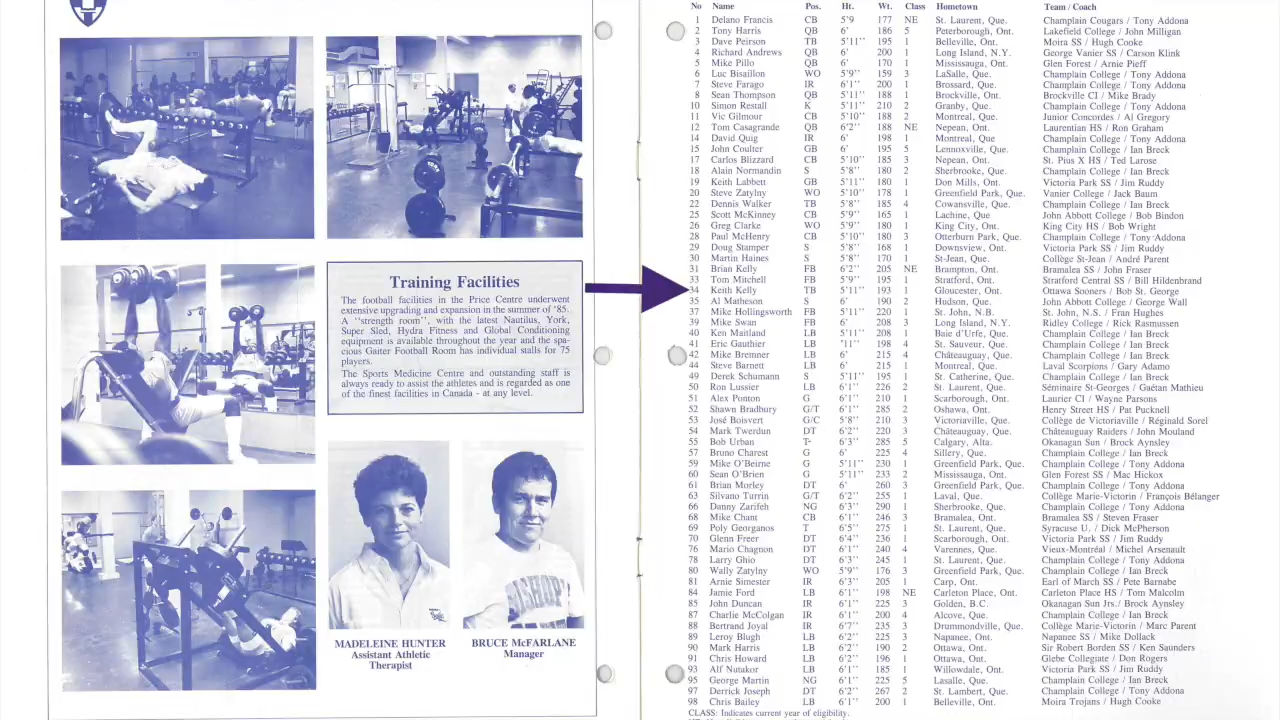 Training Facilities
The football facilities in the Price Centre underwent
extensive upgrading and expansion in the summer of '85.
A "strength room", with the latest Nautilus, York,
Super Sled, Hydra Fitness and Global Conditioning
equipment is available throughout the year and the spa-
cious Gaiter Football Room has individual stalls for 75
players.
The Sports Medicine Centre and outstanding staff is
always ready to assist the athletes and is regarded as one
of the finest facilities in Canada - at any level.
MADELEINE HUNTER
Assistant Athletic
Therapist
BRUCE McFARLANE
Manager
No Name Pos. Ht. Wt. Class Hometown Team / Coach
1 Delano Francis CB 5'9 177 NE St. Laurent, Que. Champlain Cougars / Tony Addona
2 Tony Harris QB 6' 186 5 Peterborough, Ont. Lakefield College / John Milligan
3 Dave Peirson TB 5'11'' 195 1 Belleville, Ont. Moira SS / Hugh Cooke
4 Richard Andrews QB 6' 200 1 Long Island, N.Y. George Vanier SS / Carson Klink
5 Mike Pillo QB 6' 170 1 Mississauga, Ont. Glen Forest / Arnie Pieff
6 Luc Bisaillon WO 5'9'' 159 3 LaSalle, Que. Champlain College / Tony Addona
7 Steve Farago IR 6'1'' 200 1 Brossard, Que. Champlain College / Tony Addona
8 Sean Thompson QB 5'11'' 188 1 Brockville, Ont. Brockville CI / Mike Brady
10 Simon Restall K 5'11'' 210 2 Granby, Que. Champlain College / Tony Addona
11 Vic Gilmour CB 5'10'' 188 2 Montreal, Que. Junior Concordes / Al Gregory
12 Tom Casagrande QB 6'2'' 188 NE Nepean, Ont. Laurentian HS / Ron Graham
14 David Quig IR 6' 198 1 Montreal, Que Champlain College / Tony Addona
15 John Coulter GB 6' 195 5 Lennoxville, Que. Champlain College / Ian Breck
17 Carlos Blizzard CB 5'10'' 185 3 Nepean, Ont. St. Pius X HS / Ted Larose
18 Alain Normandin S 5'8'' 180 2 Sherbrooke, Que. Champlain College / Ian Breck
19 Keith Labbett GB 5'11'' 180 1 Don Mills, Ont. Victoria Park SS / Jim Ruddy
20 Steve Zatylny WO 5'10'' 178 1 Greenfield Park, Que. Vanier College / Jack Baum
22 Dennis Walker TB 5'8'' 185 4 Cowansville, Que. Champlain College / Ian Breck
25 Scott McKinney CB 5'9'' 165 1 Lachine, Que John Abbott College / Bob Bindon
26 Greg Clarke WO 5'9'' 180 1 King City, Ont. King City HS / Bob Wright
28 Paul McHenry CB 5'10'' 180 3 Otterburn Park, Que. Champlain College / Tony Addona
29 Doug Stamper S 5'8'' 168 1 Downsview, Ont. Victoria Park SS / Jim Ruddy
30 Martin Haines S 5'8'' 170 1 St-Jean, Que. Collège St-Jean / André Parent
31 Brian Kelly FB 6'2'' 205 NE Brampton, Ont. Bramalea SS / John Fraser
33 Tom Mitchell FB 5'9'' 195 1 Stratford, Ont. Stratford Central SS / Bill Hildenbrand
34 Keith Kelly TB 5'11'' 193 1 Gloucester, Ont. Ottawa Sooners / Bob St. George
35 Al Matheson S 6' 190 2 Hudson, Que. John Abbott College / George Wall
37 Mike Hollingsworth FB 5'11'' 220 1 St. John, N.B. St. John, N.S. / Fran Hughes
39 Mike Swan FB 6' 208 3 Long Island, N.Y. Ridley College / Rick Rasmussen
40 Ken Maitland LB 5'11'' 208 1 Baie d'Urfe, Que. Champlain College / Ian Breck
41 Eric Gauthier LB '11'' 198 4 St. Sauveur, Que. Champlain College / Ian Breck
42 Mike Bremner LB 6' 215 4 Châteauguay, Que. Champlain College / Ian Breck
44 Steve Barnett LB 6' 215 1 Montreal, Que. Laval Scorpions / Gary Adamo
49 Derek Schumann S 5'11'' 195 1 St. Catherine, Que. Champlain College / Ian Breck
50 Ron Lussier LB 6'1'' 226 2 St. Laurent, Que. Séminaire St-Georges / Gaëtan Mathieu
51 Alex Ponton G 6'1'' 210 1 Scarborough, Ont. Laurier CI / Wayne Parsons
52 Shawn Bradbury G/T 6'1'' 285 2 Oshawa, Ont. Henry Street HS / Pat Pucknell
53 José Boisvert G/C 5'8'' 210 3 Victoriaville, Que. Collège de Victoriaville / Réginald Sorel
54 Mark Twerdun DT 6'2'' 220 3 Châteauguay, Que. Châteauguay Raiders / John Mouland
55 Bob Urban T- 6'3'' 285 5 Calgary, Alta. Okanagan Sun / Brock Aynsley
57 Bruno Charest G 6' 225 4 Sillery, Que. Champlain College / Ian Breck
59 Mike O'Beirne G 5'11'' 230 1 Greenfield Park, Que. Champlain College / Tony Addona
60 Sean O'Brien G 5'11'' 233 2 Mississauga, Ont. Glen Forest SS / Mac Hickox
61 Brian Morley DT 6' 260 3 Greenfield Park, Que. Champlain College / Tony Addona
63 Silvano Turrin G/T 6'2'' 255 1 Laval, Que. Collège Marie-Victorin / François Bélanger
66 Danny Zarifeh NG 6'3'' 290 1 Sherbrooke, Que. Champlain College / Tony Addona
68 Mike Chant CB 6'1'' 246 3 Bramalea, Ont. Bramalea SS / Steven Fraser
69 Poly Georganos T 6'5'' 275 1 St. Laurent, Que. Syracuse U. / Dick McPherson
70 Glenn Freer DT 6'4'' 236 1 Scarborough, Ont. Victoria Park SS / Jim Ruddy
76 Mario Chagnon DT 6'1'' 240 4 Varennes, Que. Vieux-Montréal / Michel Arsenault
78 Larry Ghio DT 6'3'' 245 1 St. Laurent, Que. Champlain College / Tony Addona
80 Wally Zatylny WO 5'9'' 176 3 Greenfield Park, Que. Champlain College / Ian Breck
81 Arnie Simester IR 6'3'' 205 1 Carp, Ont. Earl of March SS / Pete Barnabe
84 Jamie Ford LB 6'1'' 198 NE Carleton Place, Ont. Carleton Place HS / Tom Malcolm
85 John Duncan IR 6'1'' 225 3 Golden, B.C. Okanagan Sun Jrs./ Brock Aynsley
87 Charlie McColgan IR 6'1'' 200 4 Alcove, Que. Champlain College / Ian Breck
88 Bertrand Joyal IR 6'7'' 235 3 Drummondville, Que. Collège Marie-Victorin / Marc Parent
89 Leroy Blugh LB 6'2'' 225 3 Napanee, Ont. Napanee SS / Mike Dollack
90 Mark Harris LB 6'2'' 190 2 Ottawa, Ont. Sir Robert Borden SS / Ken Saunders
91 Chris Howard LB 6'2'' 196 1 Ottawa, Ont. Glebe Collegiate / Don Rogers
93 Alf Nutakor LB 6'1'' 185 1 Willowdale, Ont. Victoria Park SS / Jim Ruddy
95 George Martin NG 6'1'' 225 5 Lasalle, Que. Champlain College / Ian Breck
97 Derrick Joseph DT 6'2'' 267 2 St. Lambert, Que. Champlain College / Tony Addona
98 Chris Bailey LB 6'1'' 200 1 Belleville, Ont. Moira Trojans / Hugh Cooke
CLASS: Indicates current year of eligibility.